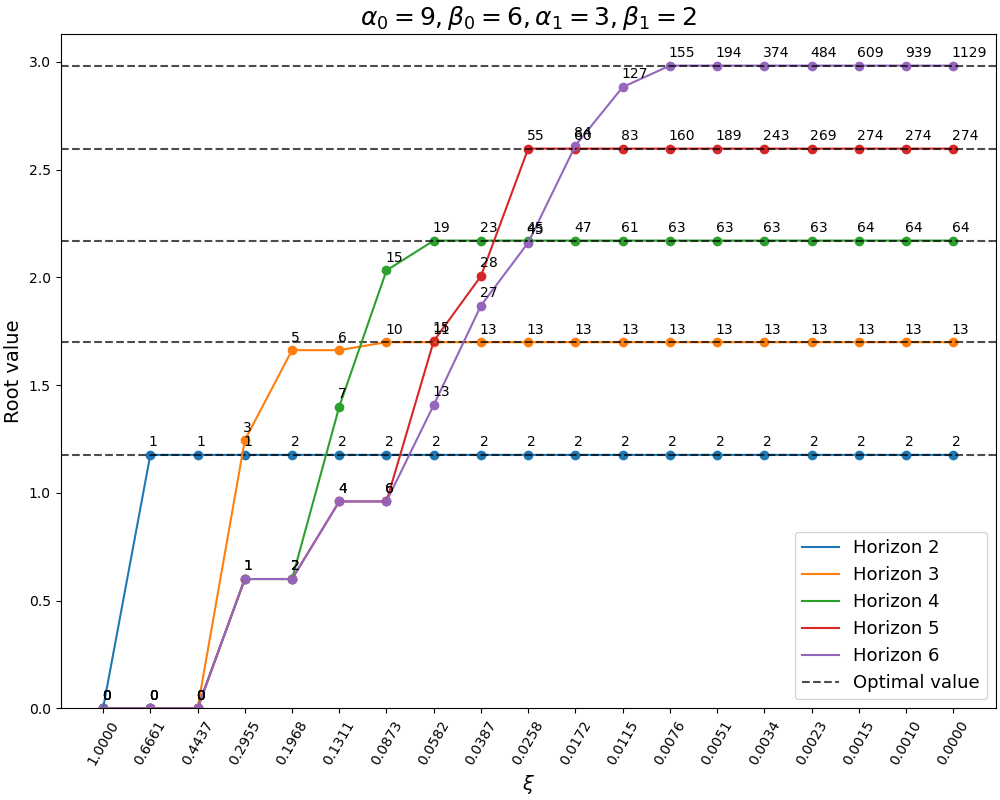 α₀ = 9, β₀ = 6, α₁ = 3, β₁ = 2
Root value
3.0
2.5
2.0
1.5
1.0
0.5
0.0
155 194 374 484 609 939 1129
127
84
55 66 83 160 189 243 269 274 274 274
19 23 45 47 61 63 63 63 63 64 64 64
45
15
28
27
5 6 10 15 11 13 13 13 13 13 13 13 13 13 13 13
7
13
3
1 1 1 2 2 2 2 2 2 2 2 2 2 2 2 2 2 2
4 6
1 2
0 0 0
Horizon 2
Horizon 3
Horizon 4
Horizon 5
Horizon 6
Optimal value
1.0000 0.6661 0.4437 0.2955 0.1968 0.1311 0.0873 0.0582 0.0387 0.0258 0.0172 0.0115 0.0076 0.0051 0.0034 0.0023 0.0015 0.0010 0.0000
ξ